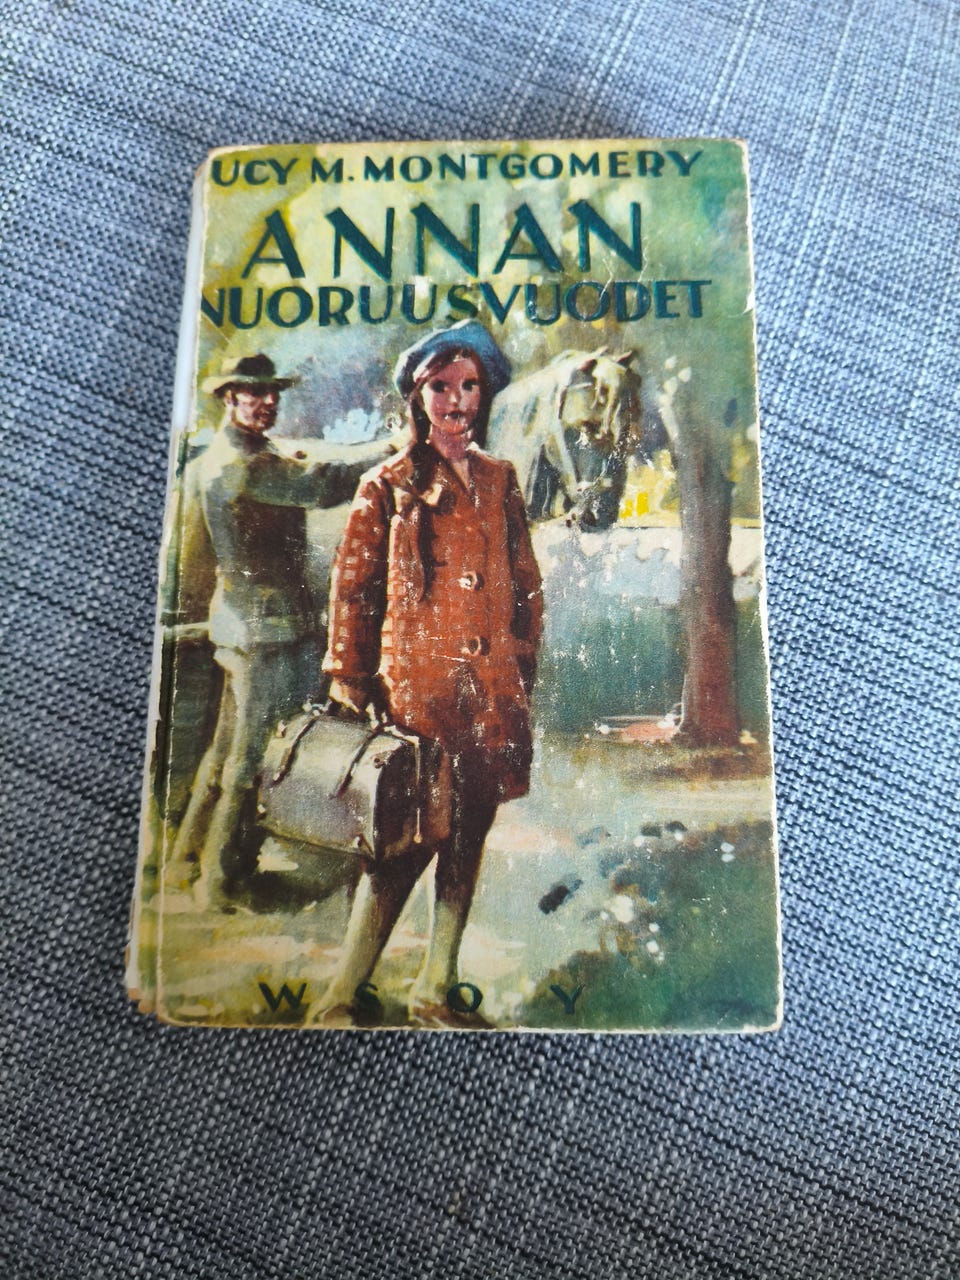 UCY M. MONTGOMERY
ANNAN
NUORUUSVUODET
WSOY